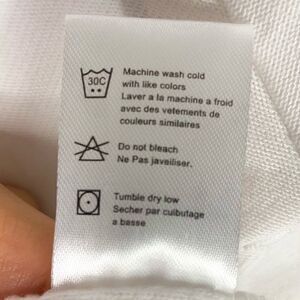 30C
Machine wash cold
with like colors
Laver a la machine a froid
avec des vetements de
couleurs similaires
Do not bleach
Ne Pas javeiliser.
Tumble dry low
Secher par culbutage
a basse